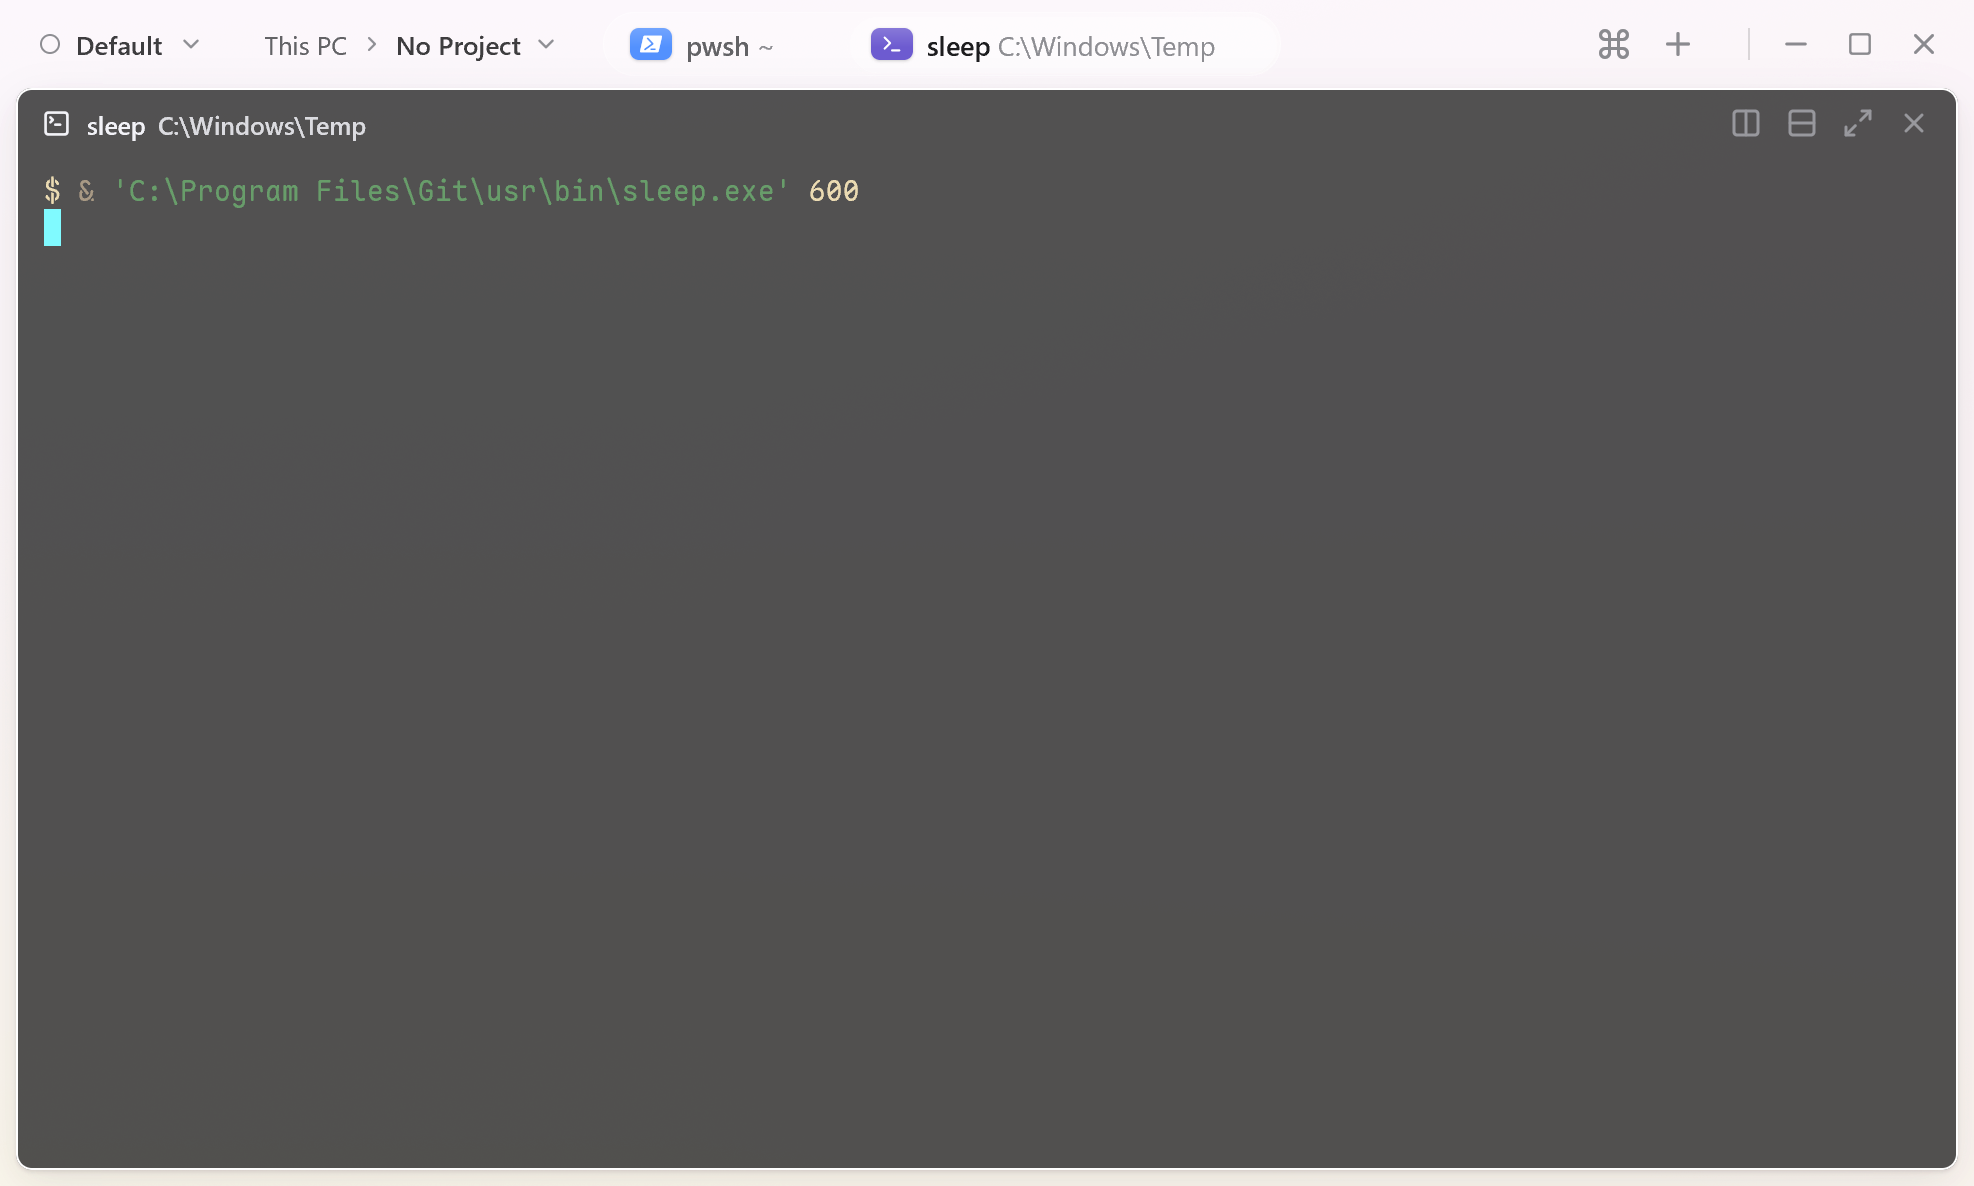 Default This PC > No Project pwsh ~ sleep C:\Windows\Temp
sleep C:\Windows\Temp
$ & 'C:\Program Files\Git\usr\bin\sleep.exe' 600